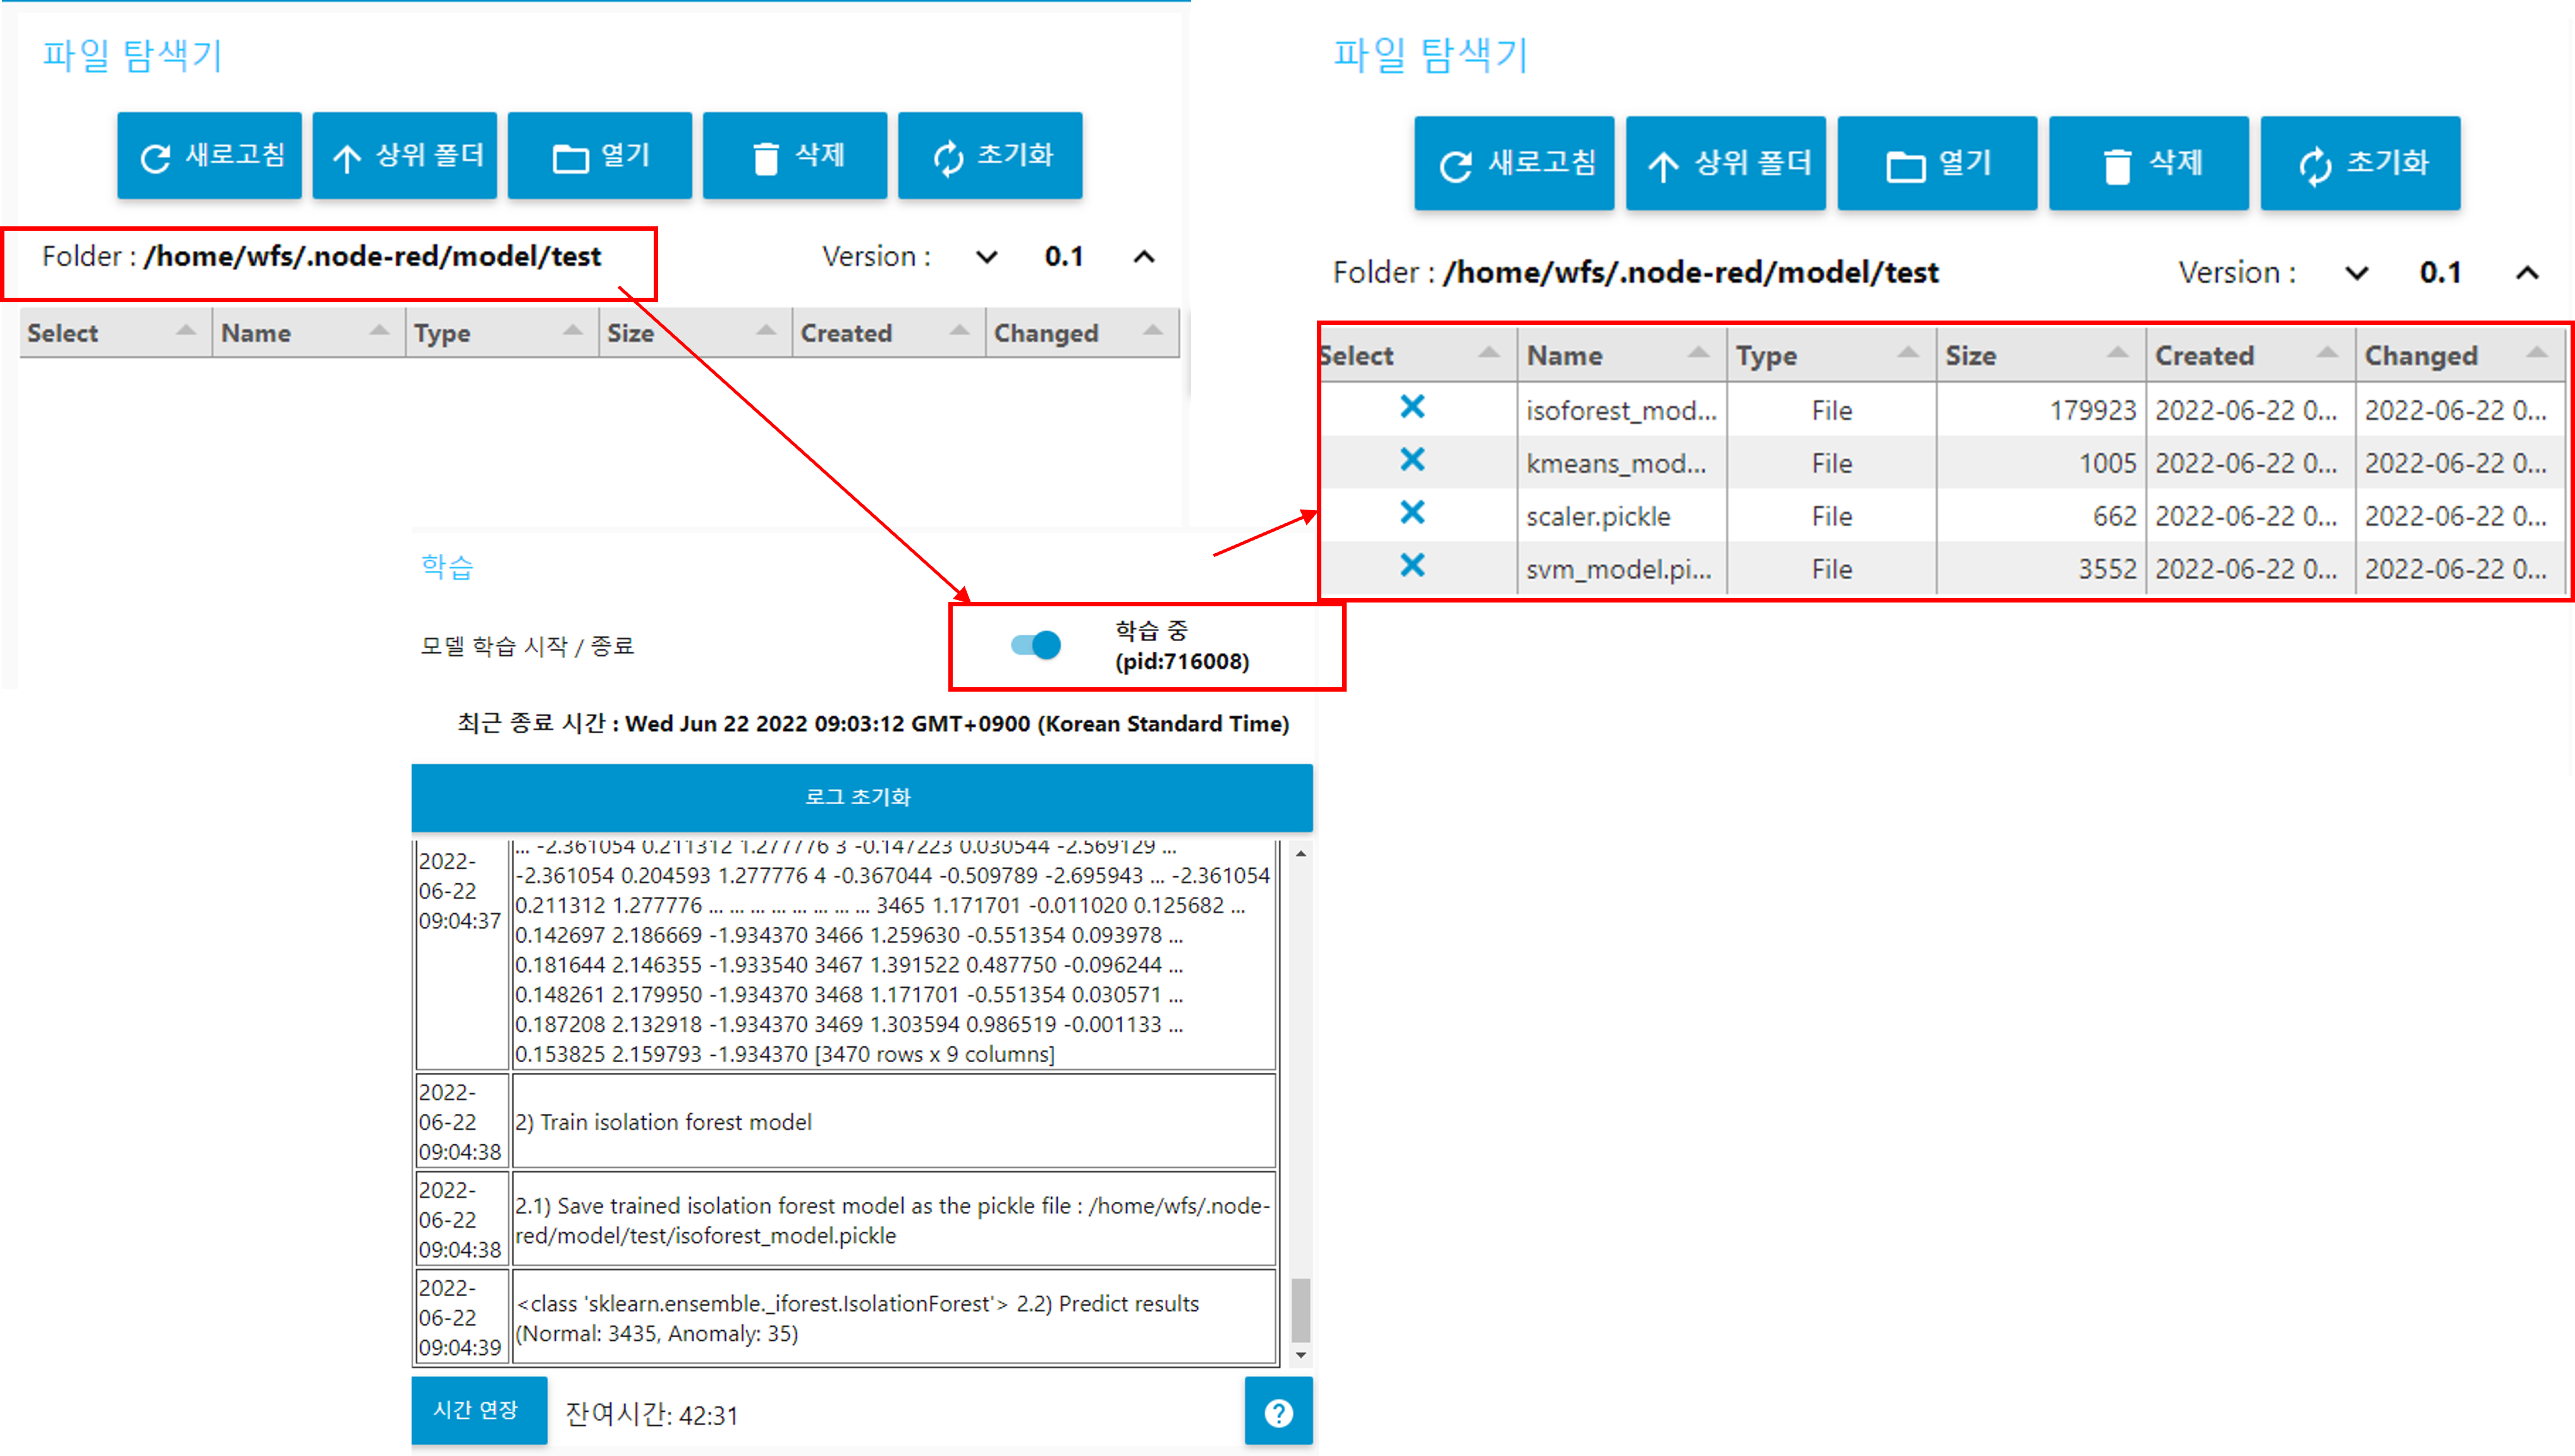 파일 탐색기
새로고침 상위 폴더 열기 삭제 초기화
Folder : /home/wfs/.node-red/model/test Version : 0.1
Select Name Type Size Created Changed
파일 탐색기
새로고침 상위 폴더 열기 삭제 초기화
Folder : /home/wfs/.node-red/model/test Version : 0.1
Select Name Type Size Created Changed
isoforest_mod... File 179923 2022-06-22 0... 2022-06-22 0...
kmeans_mod... File 1005 2022-06-22 0... 2022-06-22 0...
scaler.pickle File 662 2022-06-22 0... 2022-06-22 0...
svm_model.pi... File 3552 2022-06-22 0... 2022-06-22 0...
학습
모델 학습 시작 / 종료
학습 중
(pid:716008)
최근 종료 시간 : Wed Jun 22 2022 09:03:12 GMT+0900 (Korean Standard Time)
로그 초기화
2022-
06-22
09:04:37
... -2.361054 0.211312 1.277776 3 -0.147223 0.030544 -2.569129 ...
-2.361054 0.204593 1.277776 4 -0.367044 -0.509789 -2.695943 ... -2.361054
0.211312 1.277776 ... ... ... ... ... ... ... ... 3465 1.171701 -0.011020 0.125682 ...
0.142697 2.186669 -1.934370 3466 1.259630 -0.551354 0.093978 ...
0.181644 2.146355 -1.933540 3467 1.391522 0.487750 -0.096244 ...
0.148261 2.179950 -1.934370 3468 1.171701 -0.551354 0.030571 ...
0.187208 2.132918 -1.934370 3469 1.303594 0.986519 -0.001133 ...
0.153825 2.159793 -1.934370 [3470 rows x 9 columns]
2022-
06-22
09:04:38
2) Train isolation forest model
2022-
06-22
09:04:38
2.1) Save trained isolation forest model as the pickle file : /home/wfs/.node-
red/model/test/isoforest_model.pickle
2022-
06-22
09:04:39
<class 'sklearn.ensemble._iforest.IsolationForest'> 2.2) Predict results
(Normal: 3435, Anomaly: 35)
시간 연장 잔여시간: 42:31